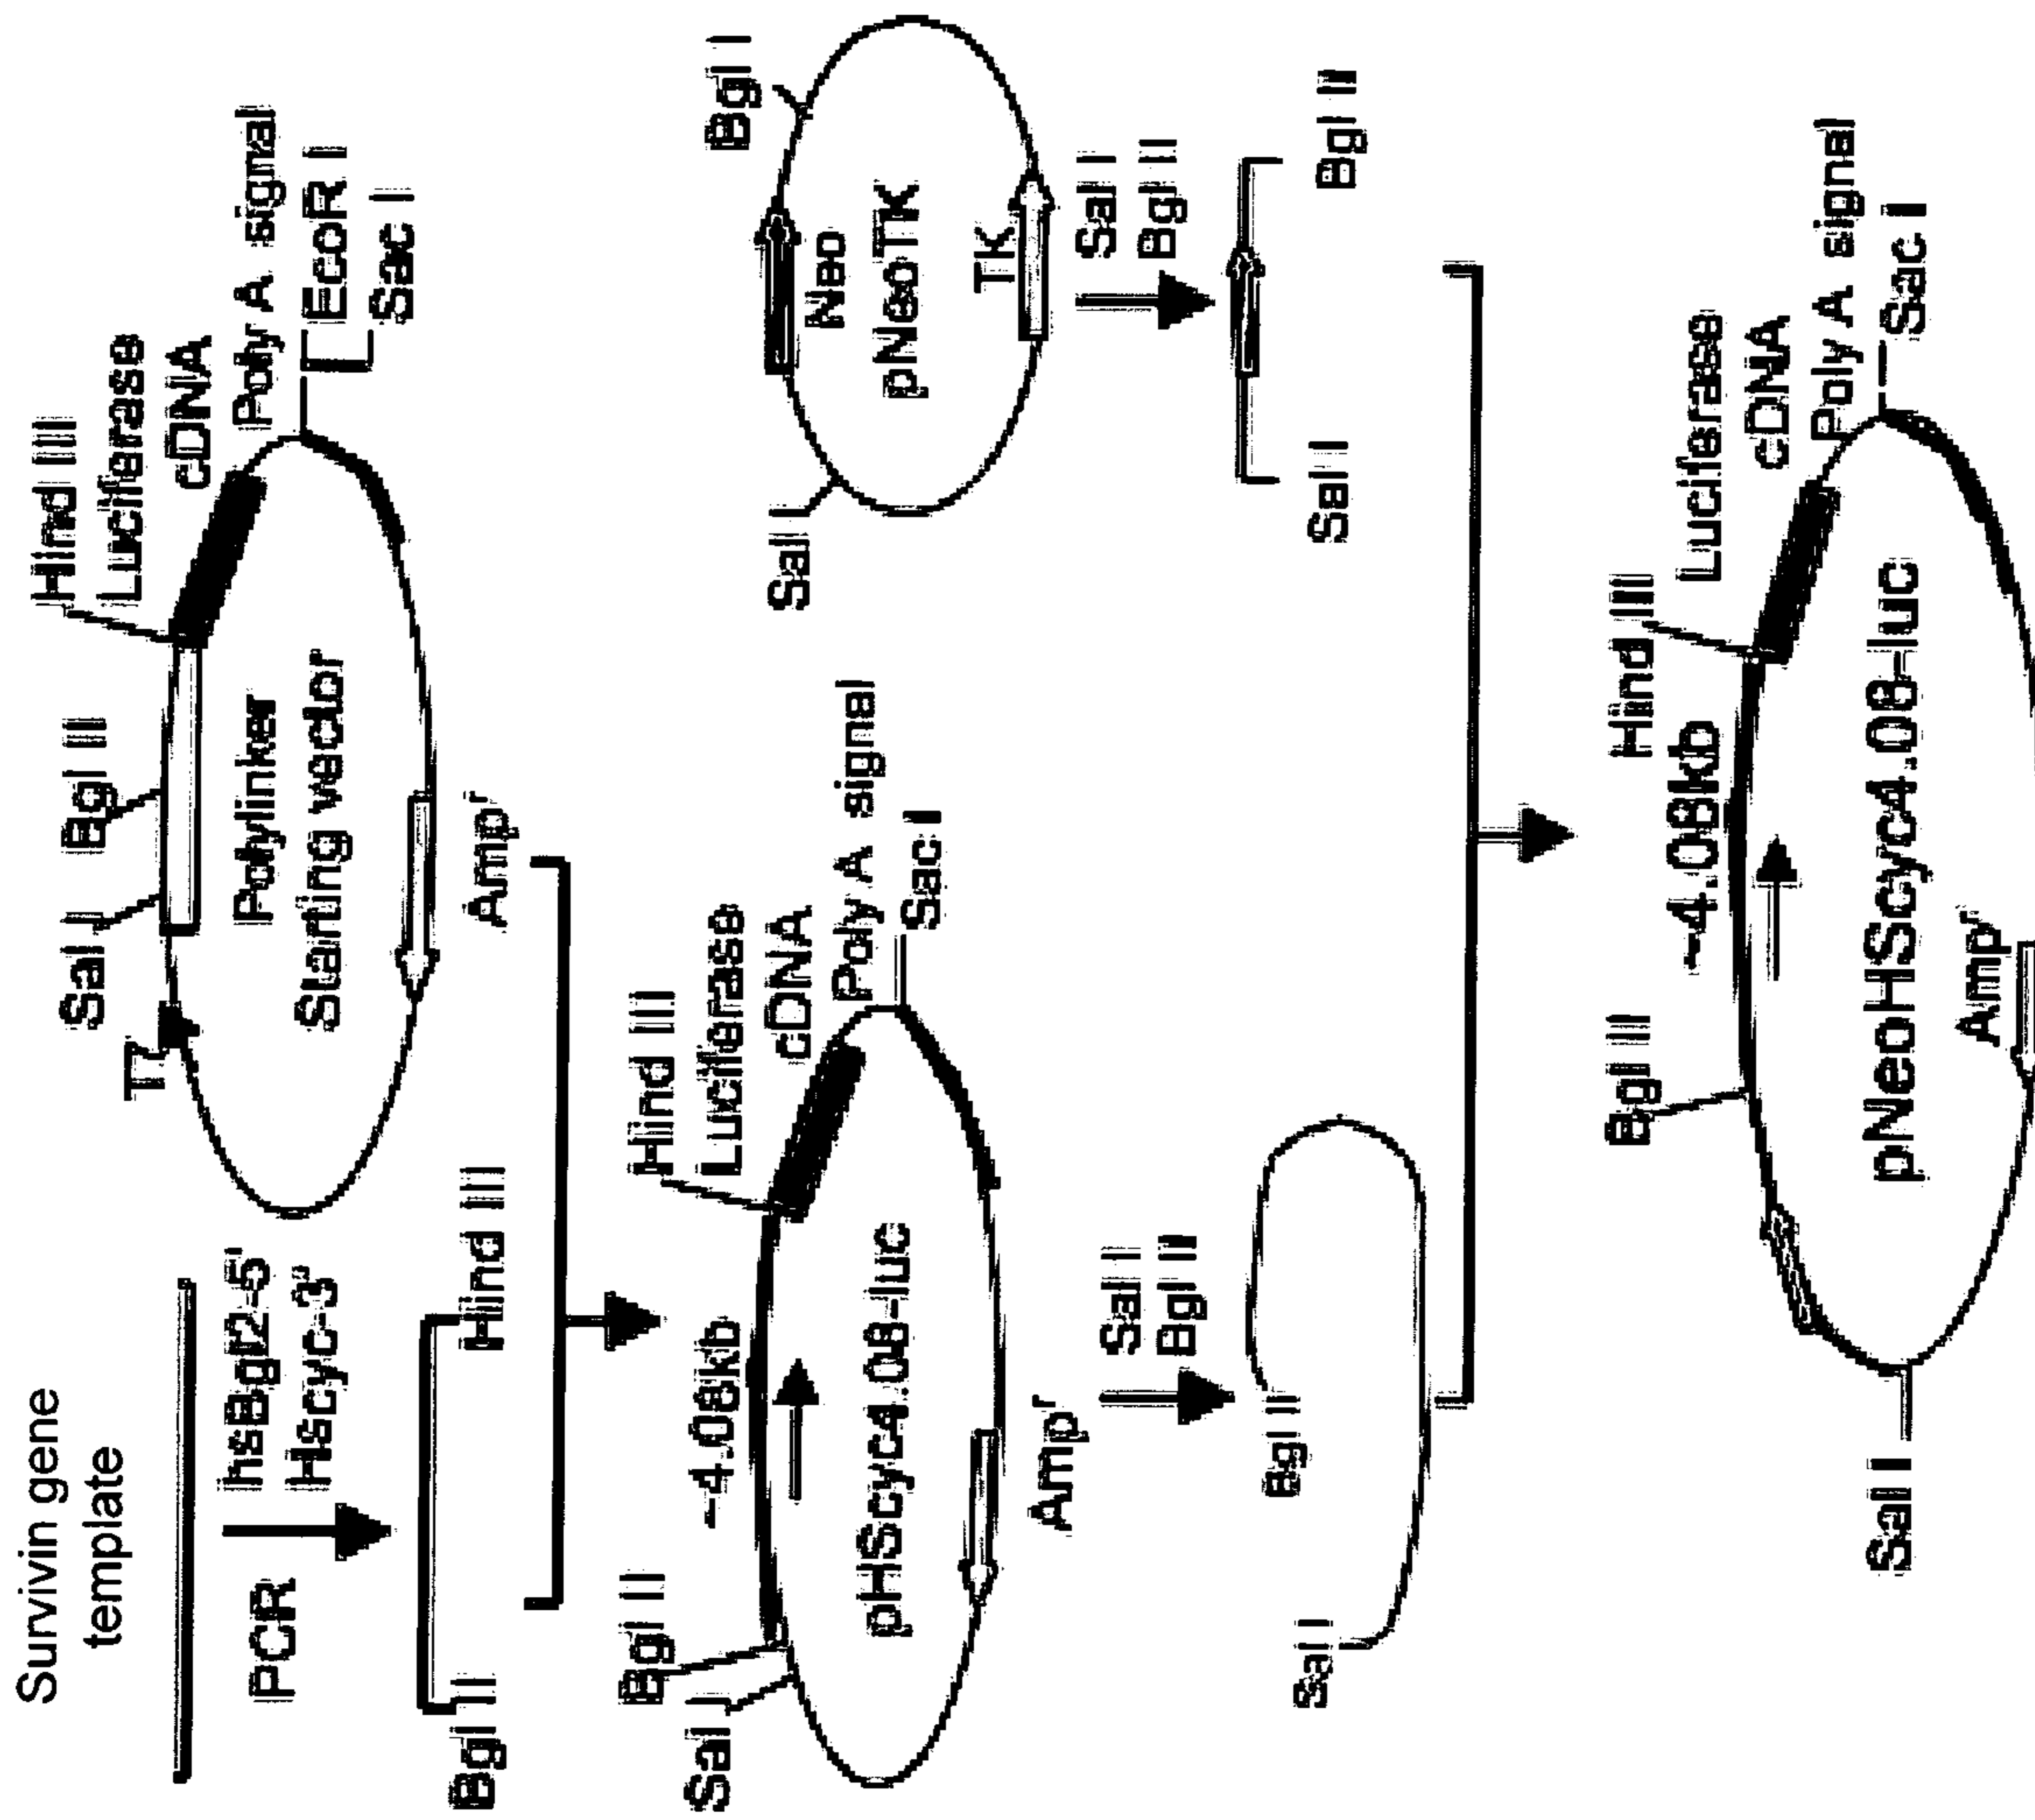 Survivin gene
template
PCR
hsBgl2-5'
Hscyc-3'
Bgl II
Hind III
Sal I
Bgl II
Hind III
Luciferase
cDNA
Poly A signal
EcoR I
Sac I
Polylinker
Starting vector
Ampʳ
Sal I
Bgl II
-4.08kb
Hind III
Luciferase
cDNA
Poly A signal
Sac I
pHScyc4.08-luc
Ampʳ
Sal I
Bgl II
Sal I
Bgl II
Sal I
Bgl I
Neo
pNeoTK
TK
Sal I
Bgl II
Sal I
Bgl II
Bgl II
-4.08kb
Hind III
Luciferase
cDNA
Poly A signal
Sac I
Sal I
pNeoHScyc4.08-luc
Ampʳ